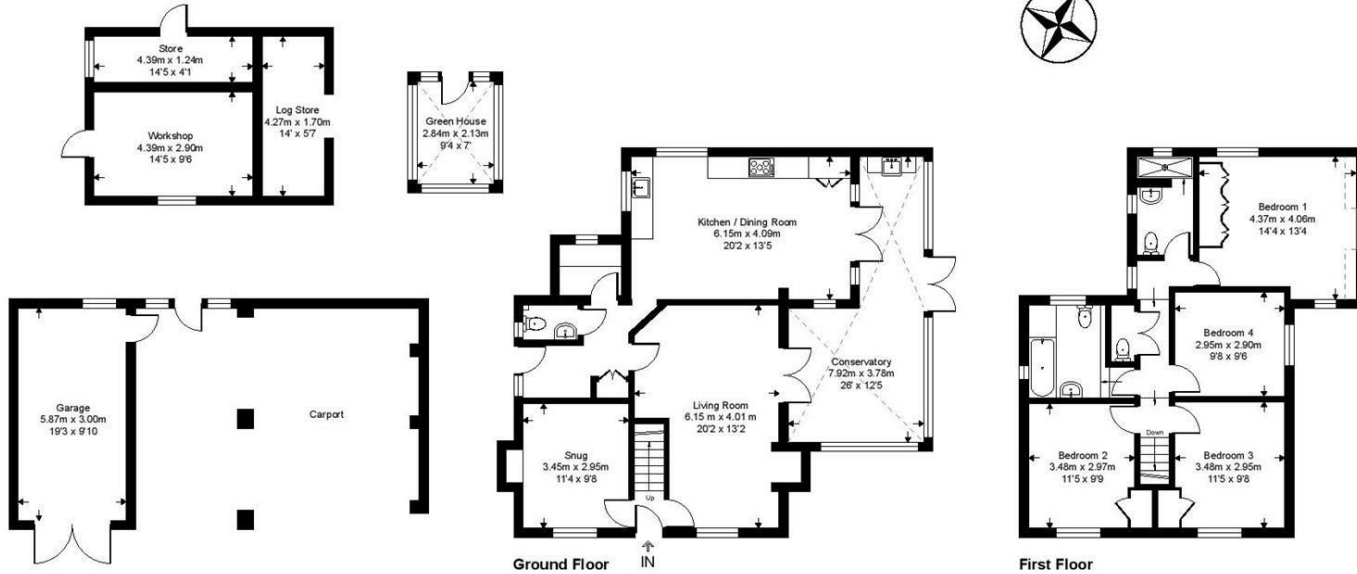 Store
4.39m x 1.24m
14'5 x 4'1
Workshop
4.39m x 2.90m
14'5 x 9'6
Log Store
4.27m x 1.70m
14' x 5'7
Green House
2.84m x 2.13m
9'4 x 7'
Garage
5.87m x 3.00m
19'3 x 9'10
Carport
Kitchen / Dining Room
6.15m x 4.09m
20'2 x 13'5
Conservatory
7.92m x 3.78m
26' x 12'5
Living Room
6.15 m x 4.01 m
20'2 x 13'2
Snug
3.45m x 2.95m
11'4 x 9'8
Up
IN
Ground Floor
Bedroom 1
4.37m x 4.06m
14'4 x 13'4
Bedroom 4
2.95m x 2.90m
9'8 x 9'6
Down
Bedroom 2
3.48m x 2.97m
11'5 x 9'9
Bedroom 3
3.48m x 2.95m
11'5 x 9'8
First Floor